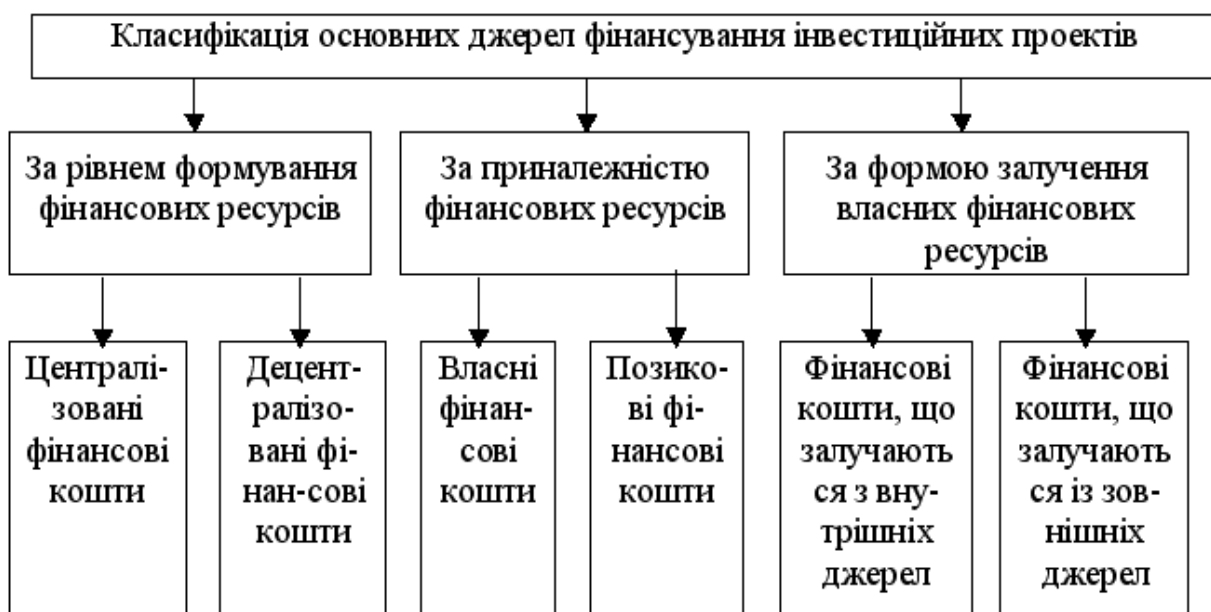 Класифікація основних джерел фінансування інвестиційних проектів
За рівнем формування
фінансових ресурсів
За приналежністю
фінансових ресурсів
За формою залучення
власних фінансових
ресурсів
Централі-
зовані
фінансові
кошти
Децент-
ралізо-
вані фі-
нан-сові
кошти
Власні
фінан-
сові
кошти
Позико-
ві фі-
нансові
кошти
Фінансові
кошти, що
залучають
ся з вну-
трішніх
джерел
Фінансові
кошти, що
залучають
ся із зов-
нішніх
джерел